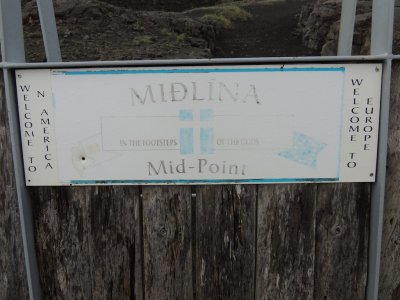 WELCOME TO
N. AMERICA
MIÐLÍNA
IN THE FOOTSTEPS OF THE GODS
Mid-Point
WELCOME TO
EUROPE